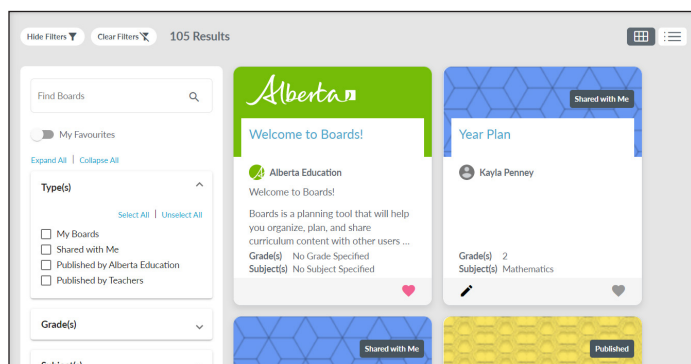 Hide Filters
Clear Filters
105 Results
Find Boards
My Favourites
Expand All | Collapse All
Type(s)
Select All | Unselect All
My Boards
Shared with Me
Published by Alberta Education
Published by Teachers
Grade(s)
Alberta
Welcome to Boards!
Alberta Education
Welcome to Boards!
Boards is a planning tool that will help
you organize, plan, and share
curriculum content with other users ...
Grade(s) No Grade Specified
Subject(s) No Subject Specified
Shared with Me
Year Plan
Kayla Penney
Grade(s) 2
Subject(s) Mathematics
Shared with Me
Published